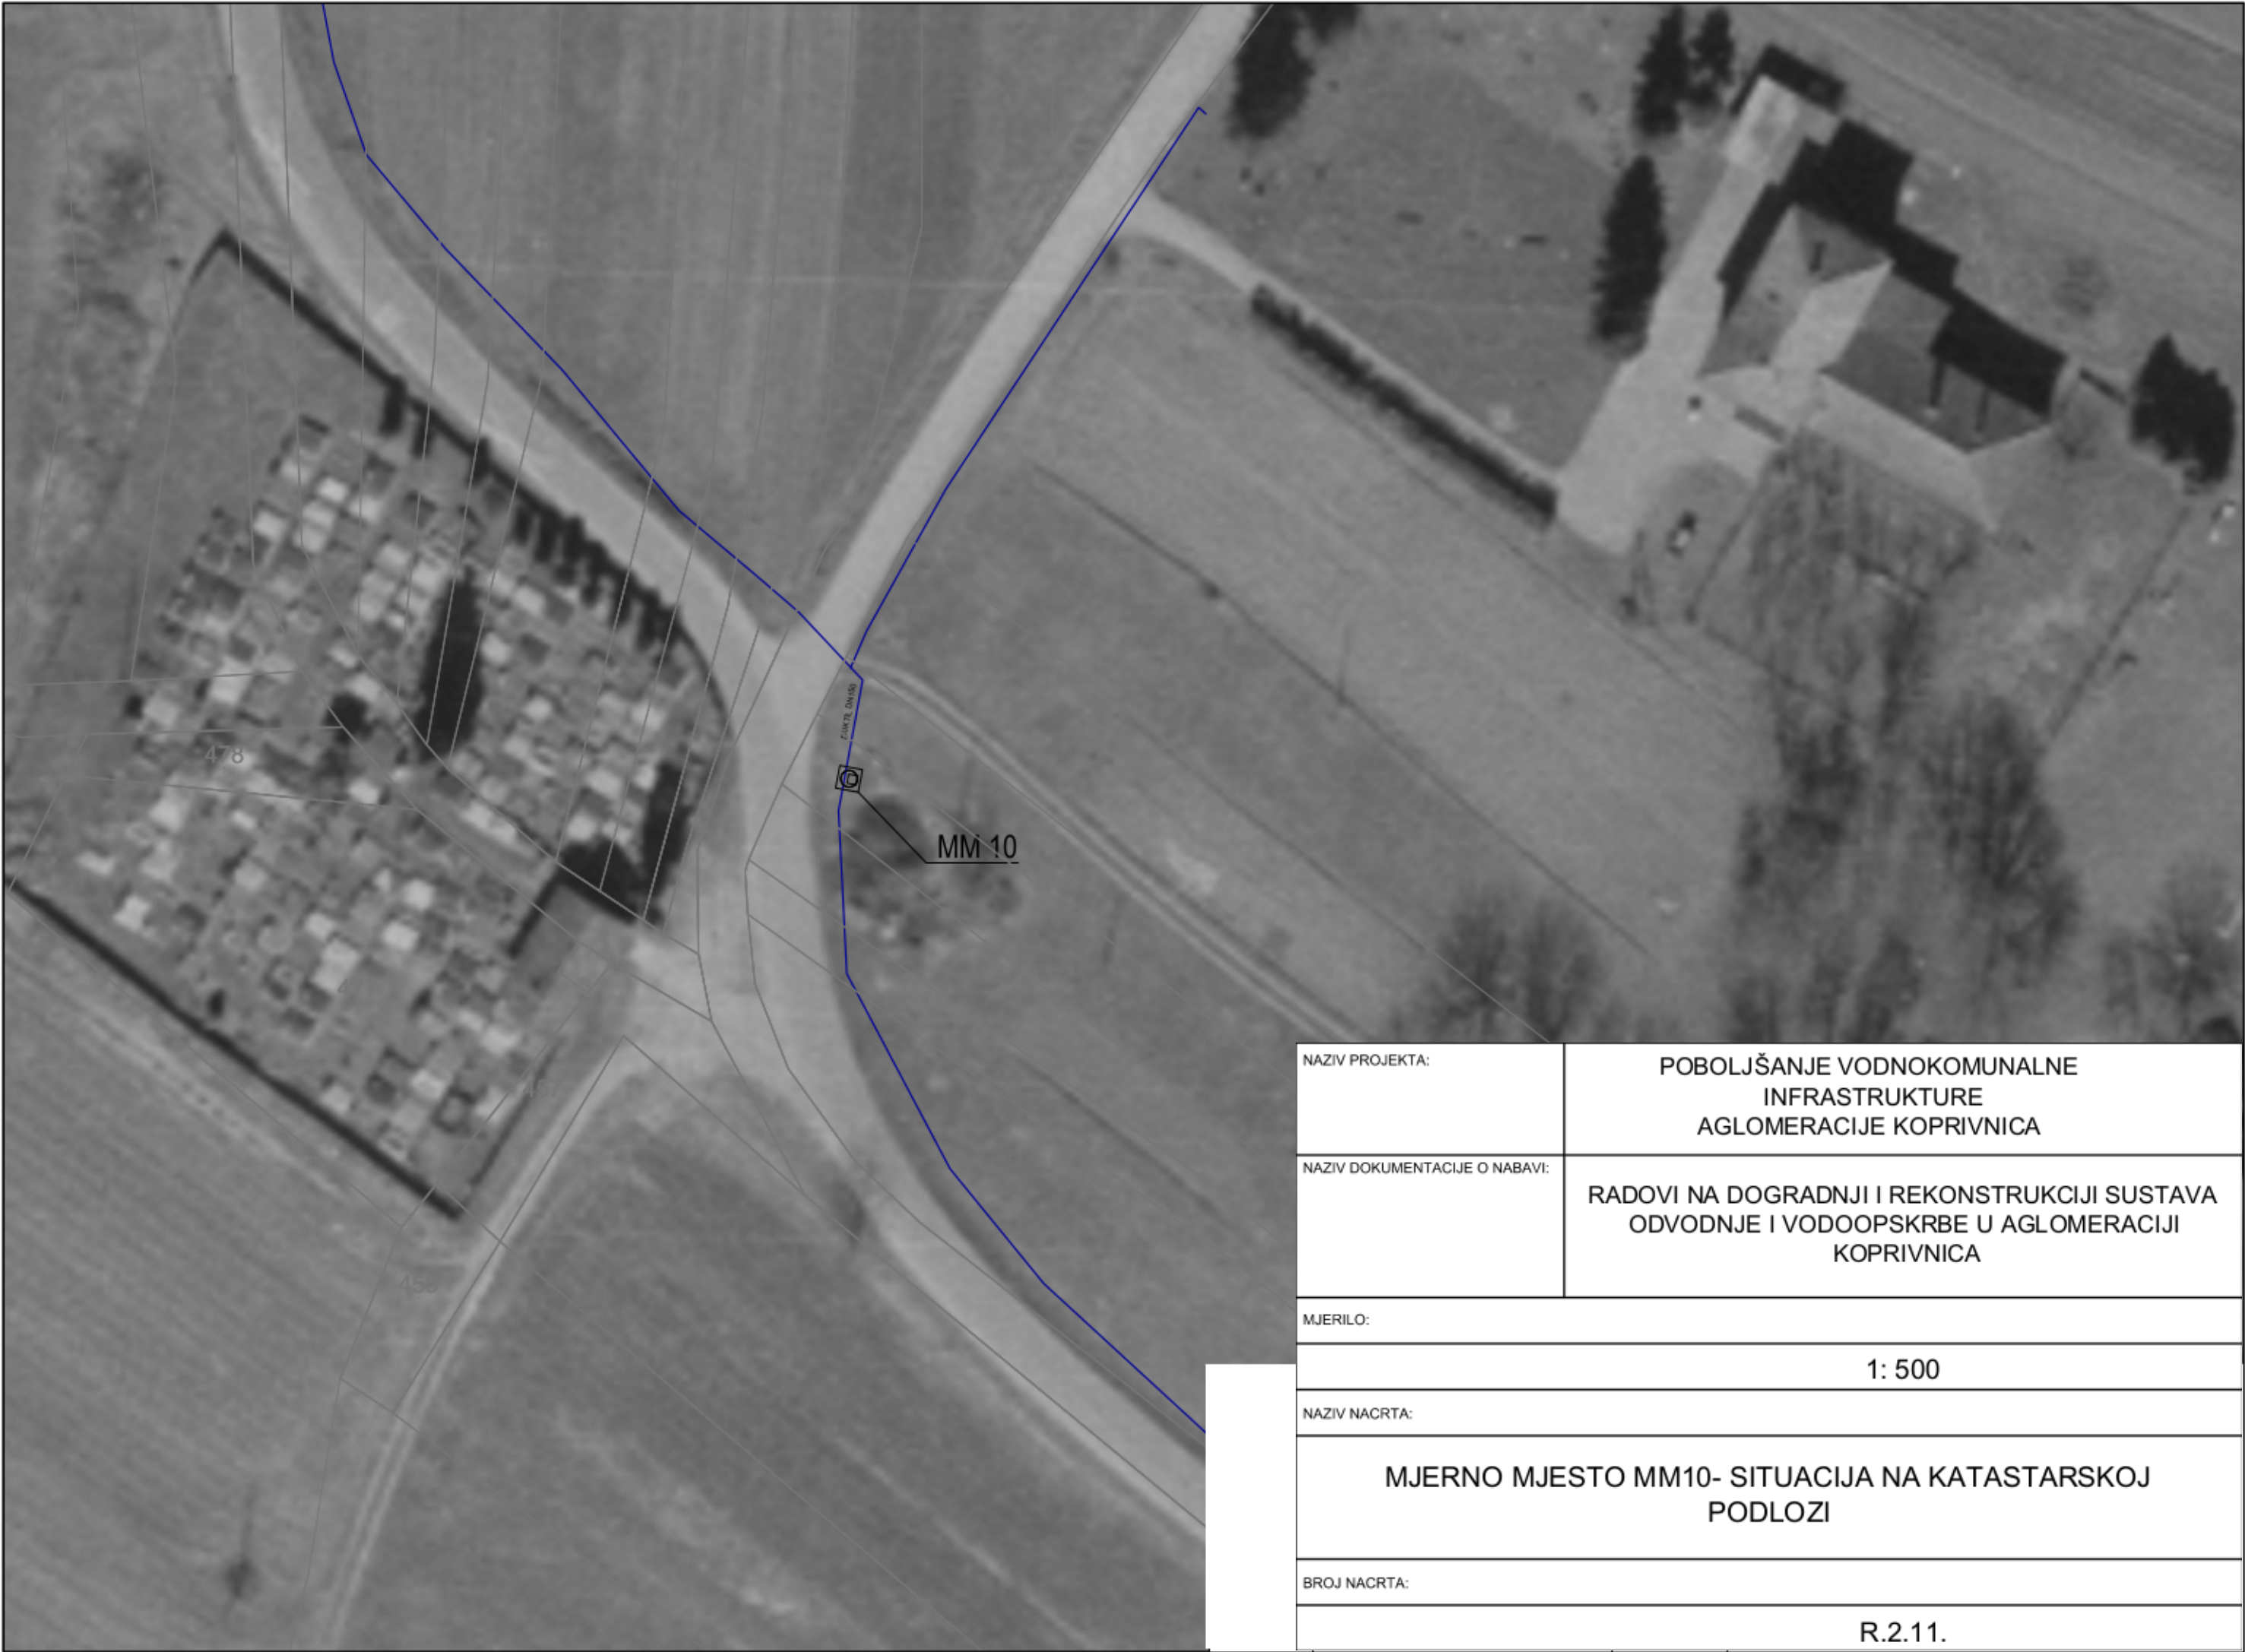 478
MM 10
NAZIV PROJEKTA:
POBOLJŠANJE VODNOKOMUNALNE
INFRASTRUKTURE
AGLOMERACIJE KOPRIVNICA
NAZIV DOKUMENTACIJE O NABAVI:
RADOVI NA DOGRADNJI I REKONSTRUKCIJI SUSTAVA
ODVODNJE I VODOOPSKRBE U AGLOMERACIJI
KOPRIVNICA
MJERILO:
1: 500
NAZIV NACRTA:
MJERNO MJESTO MM10- SITUACIJA NA KATASTARSKOJ
PODLOZI
BROJ NACRTA:
R.2.11.